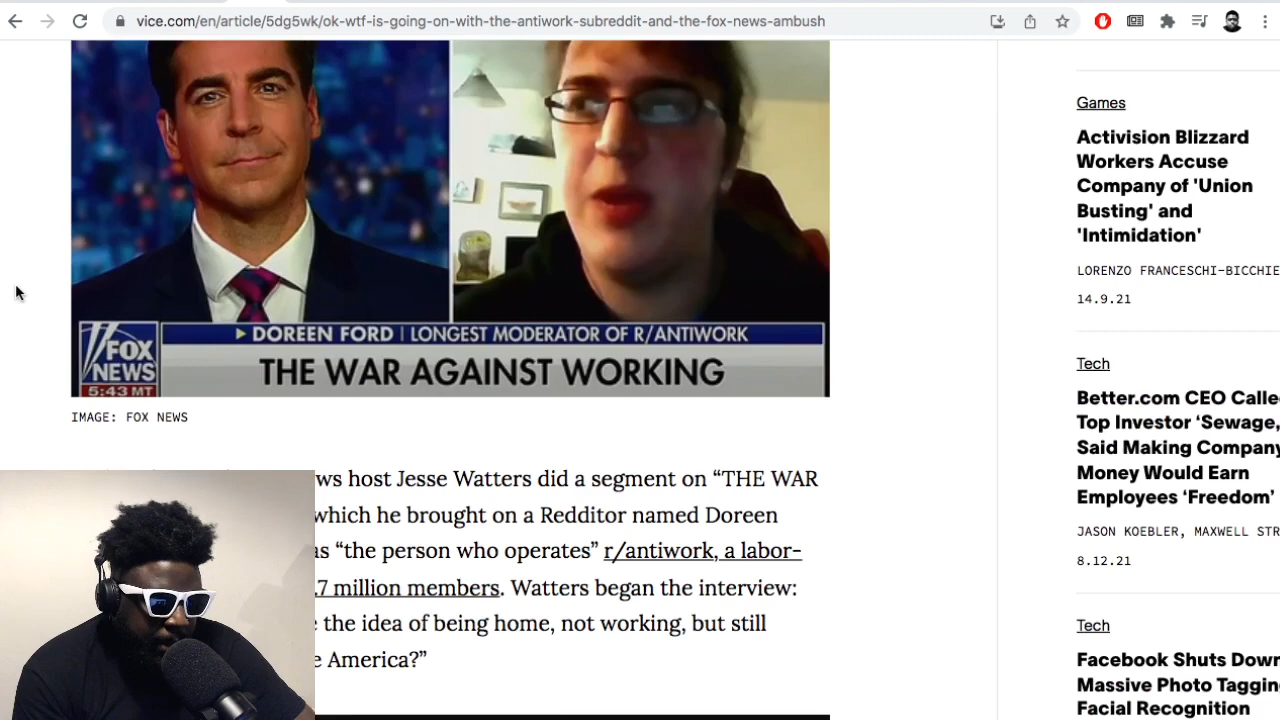 vice.com/en/article/5dg5wk/ok-wtf-is-going-on-with-the-antiwork-subreddit-and-the-fox-news-ambush
DOREEN FORD | LONGEST MODERATOR OF R/ANTIWORK
FOX
NEWS
5:43 MT
THE WAR AGAINST WORKING
IMAGE: FOX NEWS
ws host Jesse Watters did a segment on “THE WAR
which he brought on a Redditor named Doreen
as “the person who operates” r/antiwork, a labor-
.7 million members. Watters began the interview:
e the idea of being home, not working, but still
e America?”
Games
Activision Blizzard
Workers Accuse
Company of 'Union
Busting' and
'Intimidation'
LORENZO FRANCESCHI-BICCHIE
14.9.21
Tech
Better.com CEO Calle
Top Investor ‘Sewage,
Said Making Company
Money Would Earn
Employees ‘Freedom’
JASON KOEBLER, MAXWELL STR
8.12.21
Tech
Facebook Shuts Down
Massive Photo Tagging
Facial Recognition